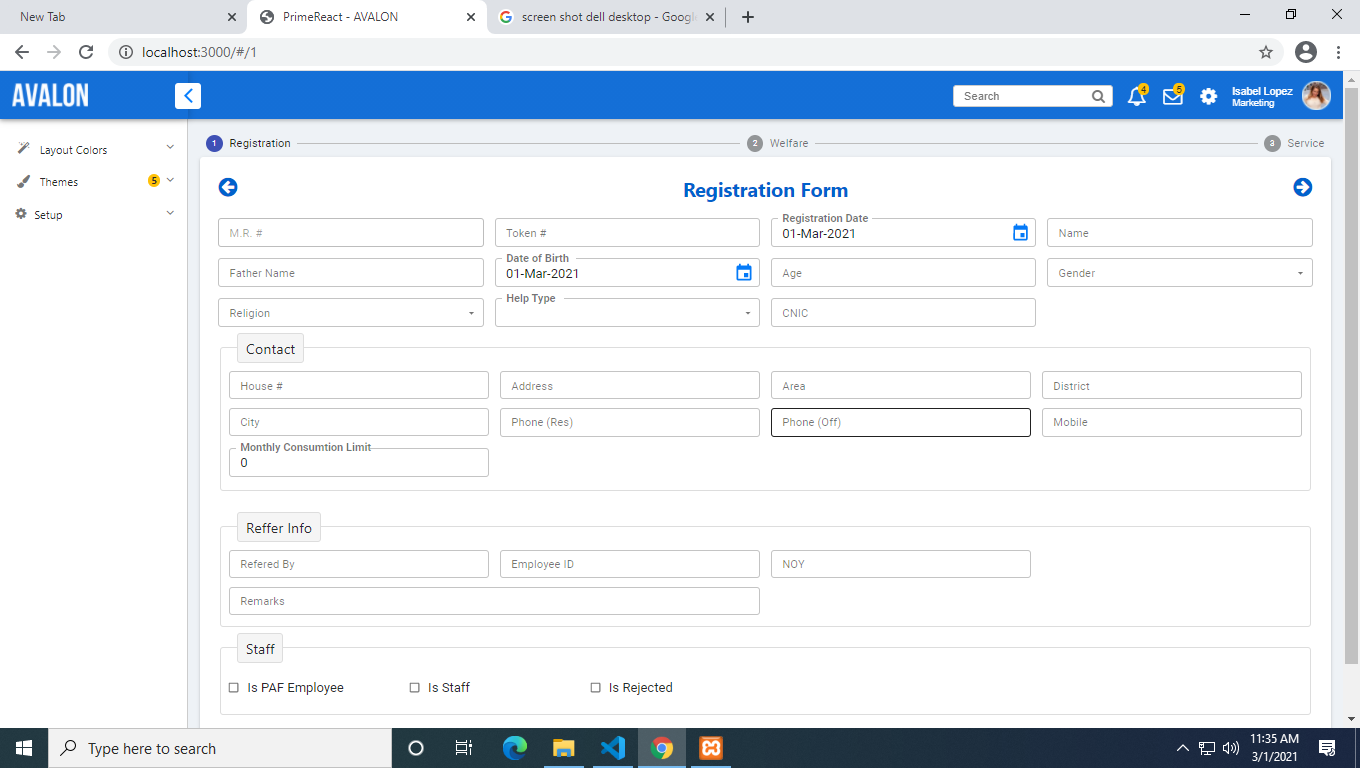 New Tab
PrimeReact - AVALON
screen shot dell desktop - Google
localhost:3000/#/1
AVALON
Search
4
5
Isabel Lopez
Marketing
Layout Colors
Themes
5
Setup
1 Registration
2 Welfare
3 Service
Registration Form
M.R. #
Token #
Registration Date
01-Mar-2021
Name
Father Name
Date of Birth
01-Mar-2021
Age
Gender
Religion
Help Type
CNIC
Contact
House #
Address
Area
District
City
Phone (Res)
Phone (Off)
Mobile
Monthly Consumtion Limit
0
Reffer Info
Refered By
Employee ID
NOY
Remarks
Staff
Is PAF Employee
Is Staff
Is Rejected
Type here to search
11:35 AM
3/1/2021